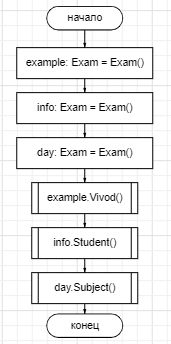 начало
example: Exam = Exam()
info: Exam = Exam()
day: Exam = Exam()
example.Vivod()
info.Student()
day.Subject()
конец